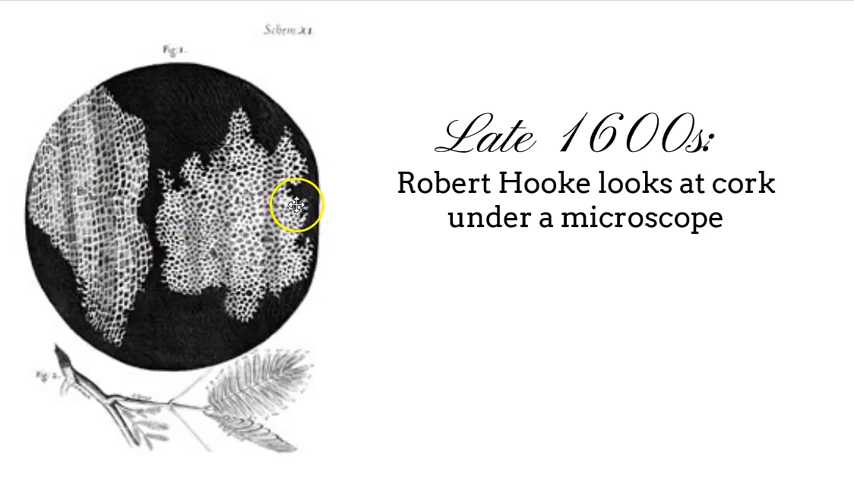 Schem: XI.
Fig: 1.
Late 1600s:
Robert Hooke looks at cork
under a microscope
Fig: 2.